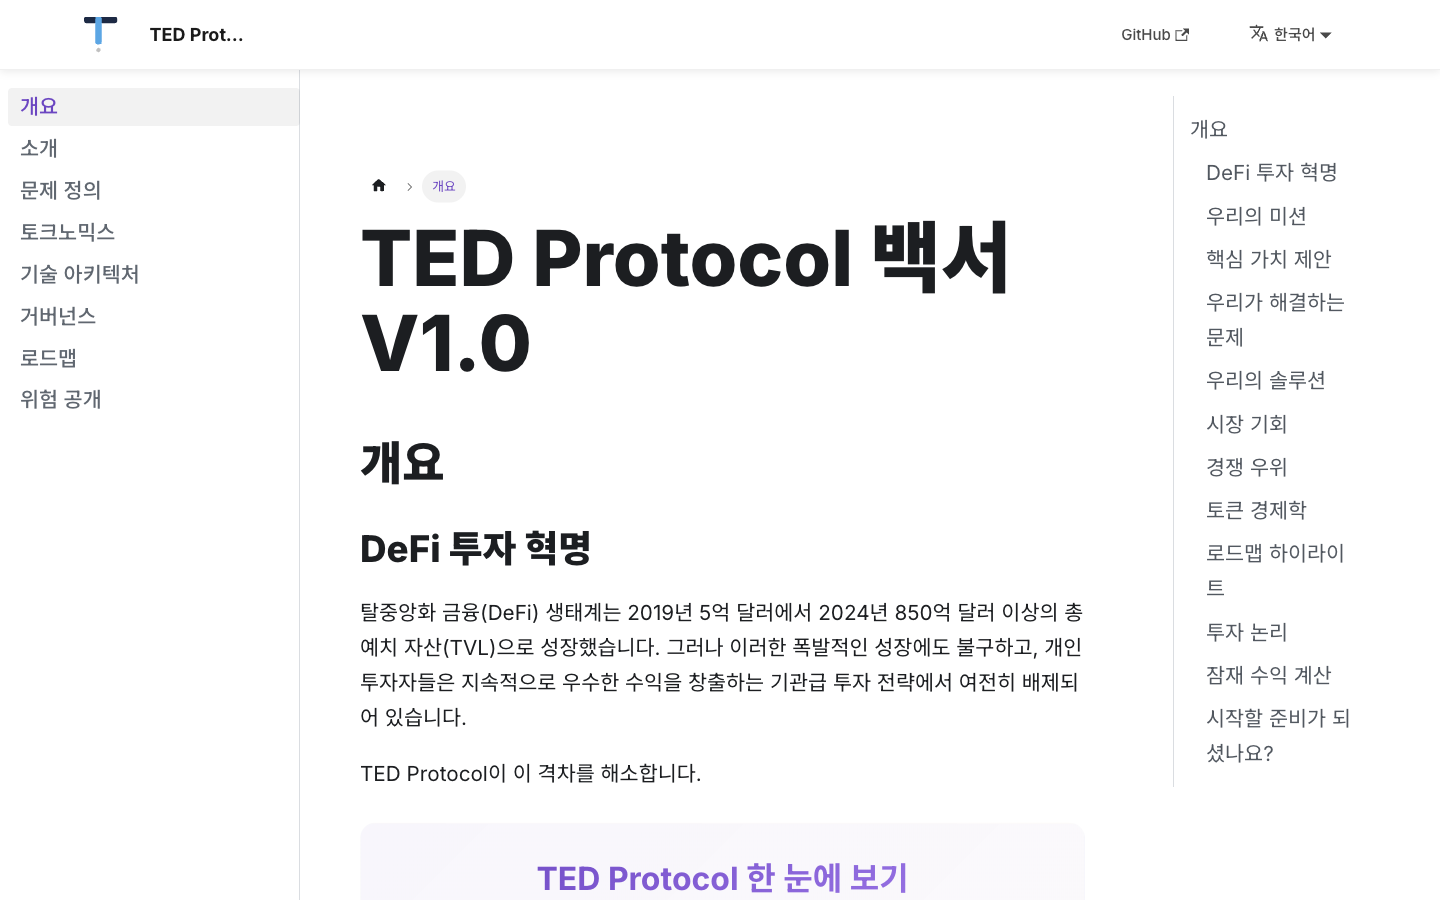 TED Prot...
GitHub
한국어
개요
소개
문제 정의
토크노믹스
기술 아키텍처
거버넌스
로드맵
위험 공개
개요
TED Protocol 백서
V1.0
개요
DeFi 투자 혁명
탈중앙화 금융(DeFi) 생태계는 2019년 5억 달러에서 2024년 850억 달러 이상의 총
예치 자산(TVL)으로 성장했습니다. 그러나 이러한 폭발적인 성장에도 불구하고, 개인
투자자들은 지속적으로 우수한 수익을 창출하는 기관급 투자 전략에서 여전히 배제되
어 있습니다.
TED Protocol이 이 격차를 해소합니다.
TED Protocol 한 눈에 보기
개요
DeFi 투자 혁명
우리의 미션
핵심 가치 제안
우리가 해결하는
문제
우리의 솔루션
시장 기회
경쟁 우위
토큰 경제학
로드맵 하이라이
트
투자 논리
잠재 수익 계산
시작할 준비가 되
셨나요?